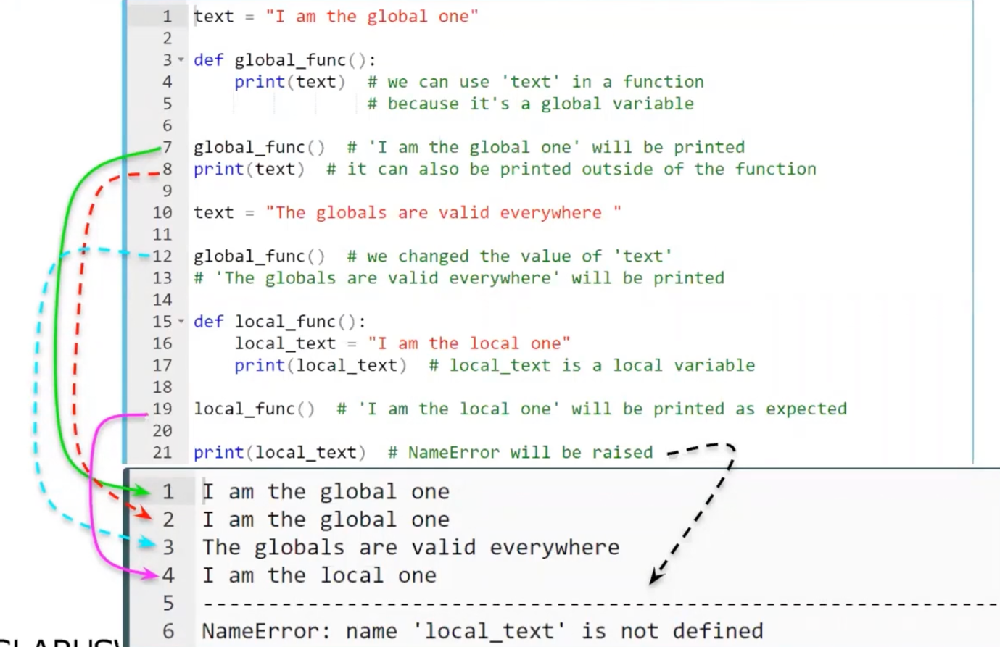 1 text = "I am the global one"
2
3 def global_func():
4     print(text)  # we can use 'text' in a function
5                  # because it's a global variable
6
7 global_func()  # 'I am the global one' will be printed
8 print(text)  # it can also be printed outside of the function
9
10 text = "The globals are valid everywhere "
11
12 global_func()  # we changed the value of 'text'
13 # 'The globals are valid everywhere' will be printed
14
15 def local_func():
16     local_text = "I am the local one"
17     print(local_text)  # local_text is a local variable
18
19 local_func()  # 'I am the local one' will be printed as expected
20
21 print(local_text)  # NameError will be raised
1 I am the global one
2 I am the global one
3 The globals are valid everywhere
4 I am the local one
5 -------------------------------------------------------------
6 NameError: name 'local_text' is not defined